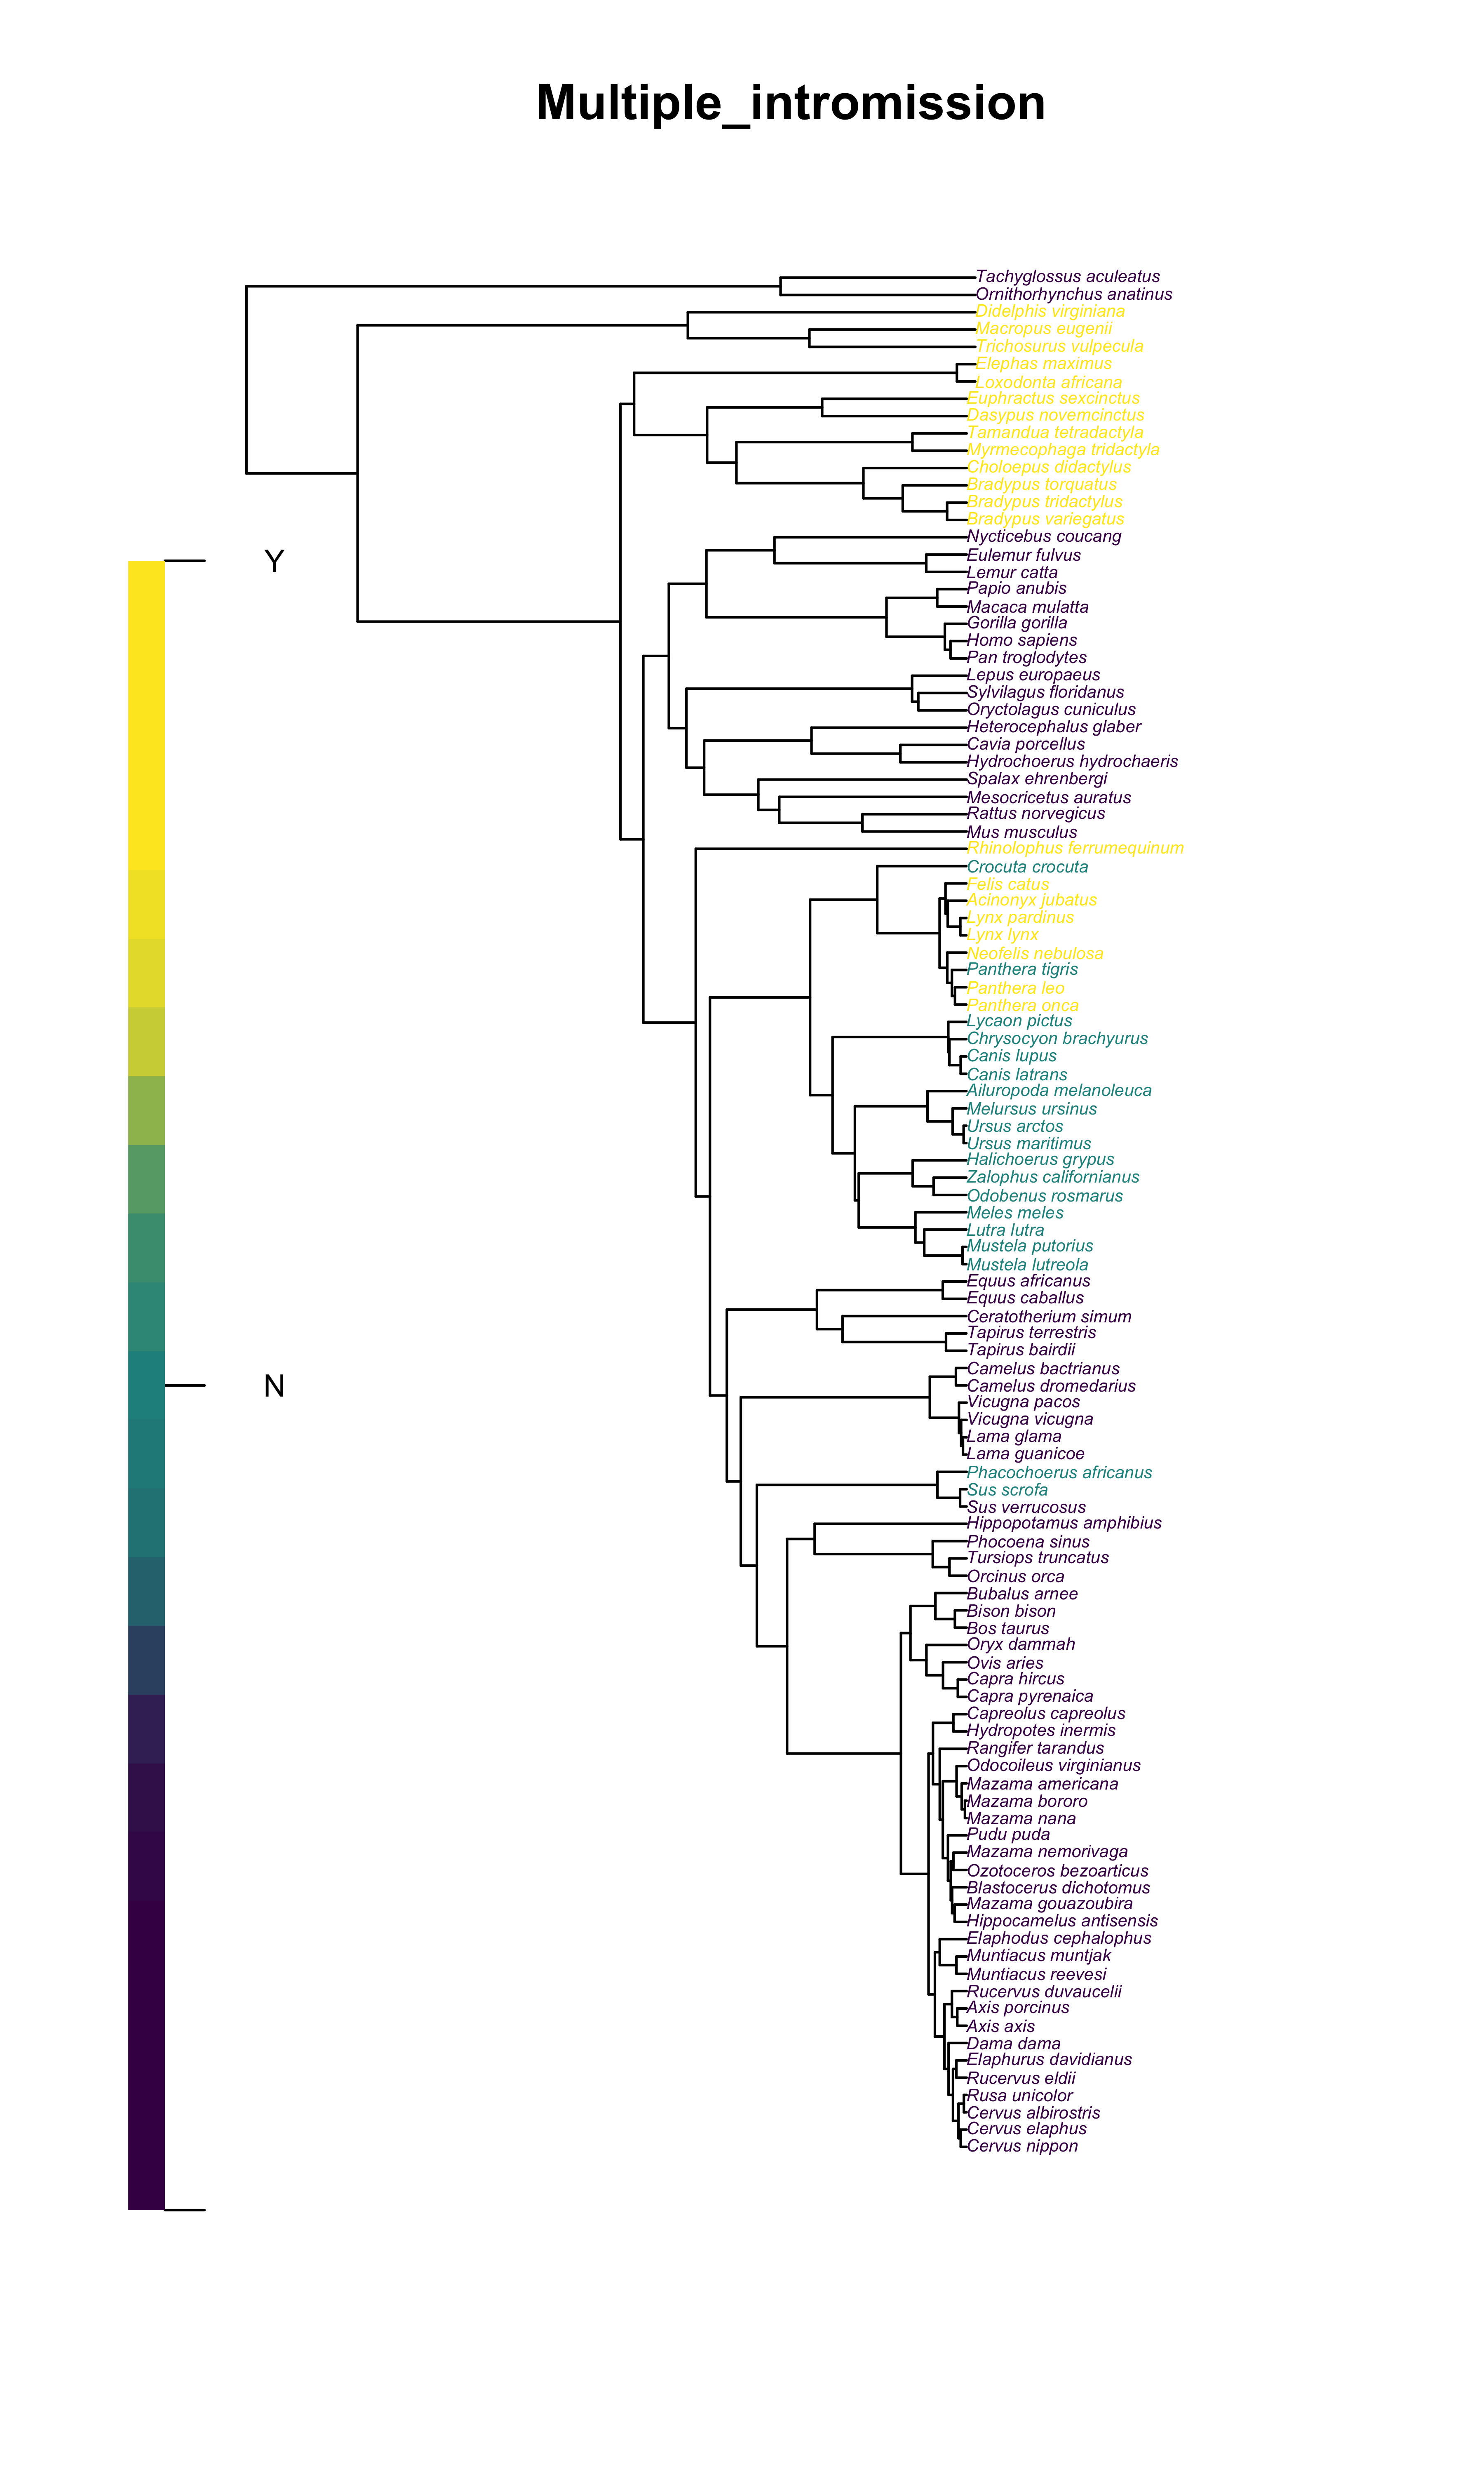 Multiple_intromission
Tachyglossus aculeatus
Ornithorhynchus anatinus
Didelphis virginiana
Macropus eugenii
Trichosurus vulpecula
Elephas maximus
Loxodonta africana
Euphractus sexcinctus
Dasypus novemcinctus
Tamandua tetradactyla
Myrmecophaga tridactyla
Choloepus didactylus
Bradypus torquatus
Bradypus tridactylus
Bradypus variegatus
Nycticebus coucang
Eulemur fulvus
Y
Lemur catta
Papio anubis
Macaca mulatta
Gorilla gorilla
Homo sapiens
Pan troglodytes
Lepus europaeus
Sylvilagus floridanus
Oryctolagus cuniculus
Heterocephalus glaber
Cavia porcellus
Hydrochoerus hydrochaeris
Spalax ehrenbergi
Mesocricetus auratus
Rattus norvegicus
Mus musculus
Rhinolophus ferrumequinum
Crocuta crocuta
Felis catus
Acinonyx jubatus
Lynx pardinus
Lynx lynx
Neofelis nebulosa
Panthera tigris
Panthera leo
Panthera onca
Lycaon pictus
Chrysocyon brachyurus
Canis lupus
Canis latrans
Ailuropoda melanoleuca
Melursus ursinus
Ursus arctos
Ursus maritimus
Halichoerus grypus
Zalophus californianus
Odobenus rosmarus
Meles meles
Lutra lutra
Mustela putorius
Mustela lutreola
Equus africanus
Equus caballus
Ceratotherium simum
Tapirus terrestris
Tapirus bairdii
Camelus bactrianus
N
Camelus dromedarius
Vicugna pacos
Vicugna vicugna
Lama glama
Lama guanicoe
Phacochoerus africanus
Sus scrofa
Sus verrucosus
Hippopotamus amphibius
Phocoena sinus
Tursiops truncatus
Orcinus orca
Bubalus arnee
Bison bison
Bos taurus
Oryx dammah
Ovis aries
Capra hircus
Capra pyrenaica
Capreolus capreolus
Hydropotes inermis
Rangifer tarandus
Odocoileus virginianus
Mazama americana
Mazama bororo
Mazama nana
Pudu puda
Mazama nemorivaga
Ozotoceros bezoarticus
Blastocerus dichotomus
Mazama gouazoubira
Hippocamelus antisensis
Elaphodus cephalophus
Muntiacus muntjak
Muntiacus reevesi
Rucervus duvaucelii
Axis porcinus
Axis axis
Dama dama
Elaphurus davidianus
Rucervus eldii
Rusa unicolor
Cervus albirostris
Cervus elaphus
Cervus nippon